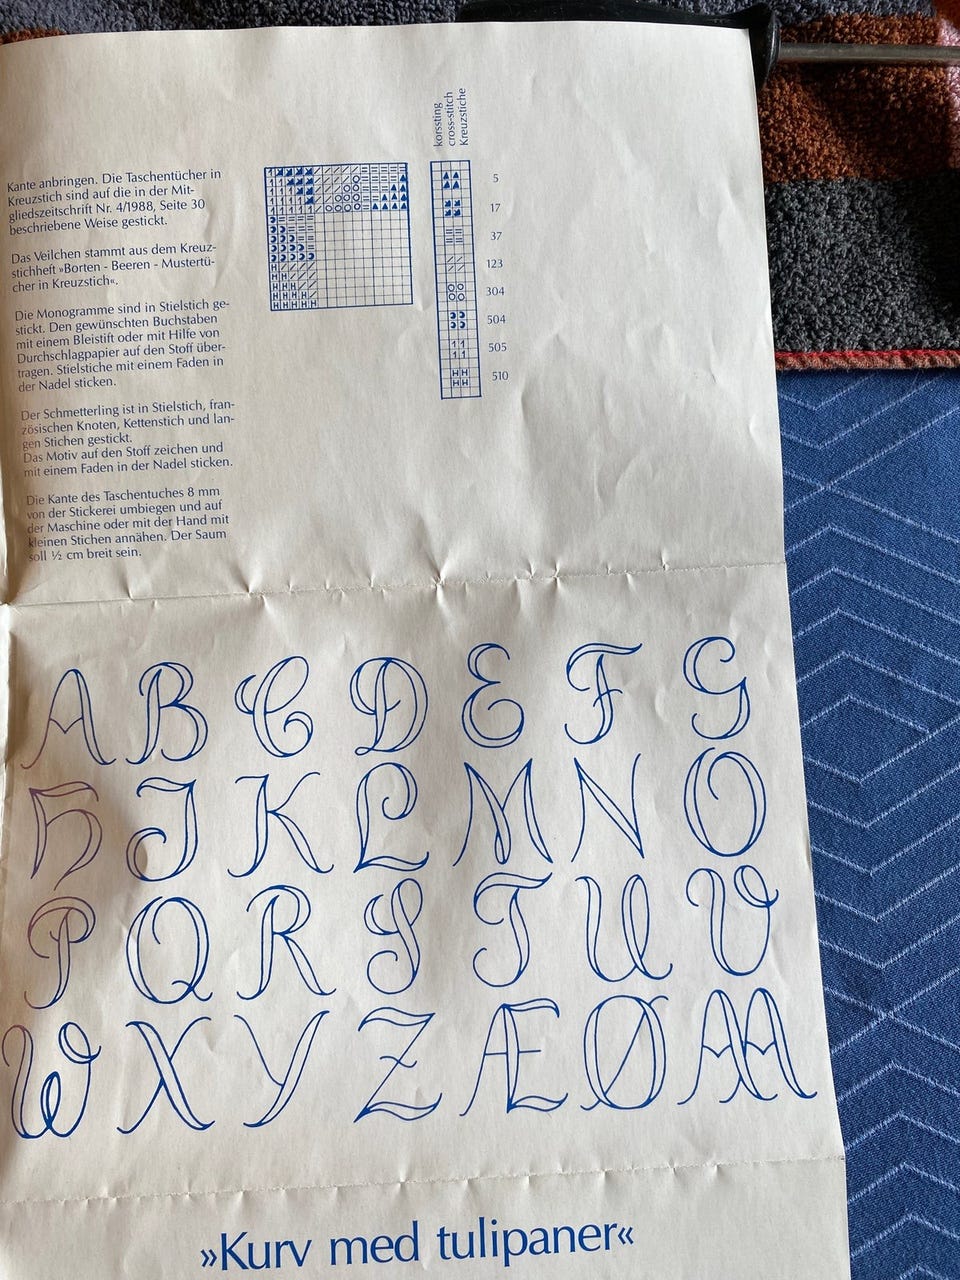 Kante anbringen. Die Taschentücher in
Kreuzstich sind auf die in der Mit-
gliedszeitschrift Nr. 4/1988, Seite 30
beschriebene Weise gestickt.
Das Veilchen stammt aus dem Kreuz-
stichheft »Borten - Beeren - Mustertü-
cher in Kreuzstich«.
Die Monogramme sind in Stielstich ge-
stickt. Den gewünschten Buchstaben
mit einem Bleistift oder mit Hilfe von
Durchschlagpapier auf den Stoff über-
tragen. Stielstiche mit einem Faden in
der Nadel sticken.
Der Schmetterling ist in Stielstich, fran-
zösischen Knoten, Kettenstich und lan-
gen Stichen gestickt.
Das Motiv auf den Stoff zeichen und
mit einem Faden in der Nadel sticken.
Die Kante des Taschentuches 8 mm
von der Stickerei umbiegen und auf
der Maschine oder mit der Hand mit
kleinen Stichen annähen. Der Saum
soll ½ cm breit sein.
korssting
cross-stitch
Kreuzstiche
5
17
37
123
304
504
505
510
A B C D E F G
H J K L M N O
P Q R S T U V
W X Y Z Æ Ø AA
»Kurv med tulipaner«